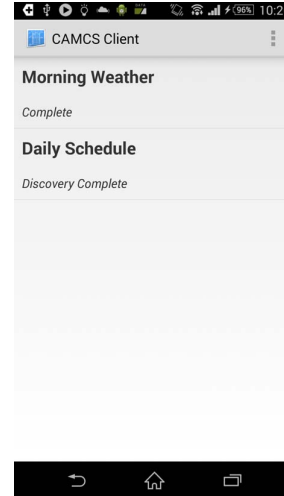 96% 10:2
CAMCS Client
Morning Weather
Complete
Daily Schedule
Discovery Complete